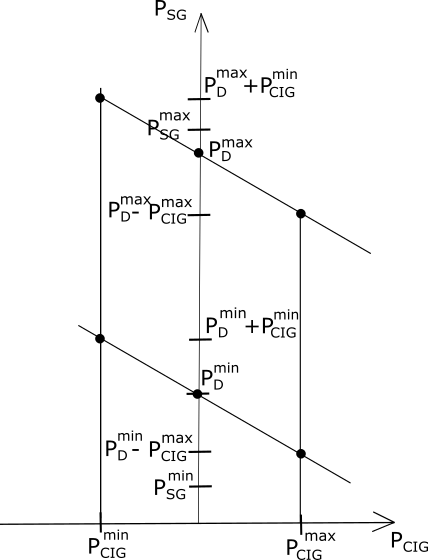 P_SG
P_D^max + P_CIG^min
P_SG^max
P_D^max
P_D^max - P_CIG^max
P_D^min + P_CIG^min
P_D^min
P_D^min - P_CIG^max
P_SG^min
P_CIG^min
P_CIG^max
P_CIG